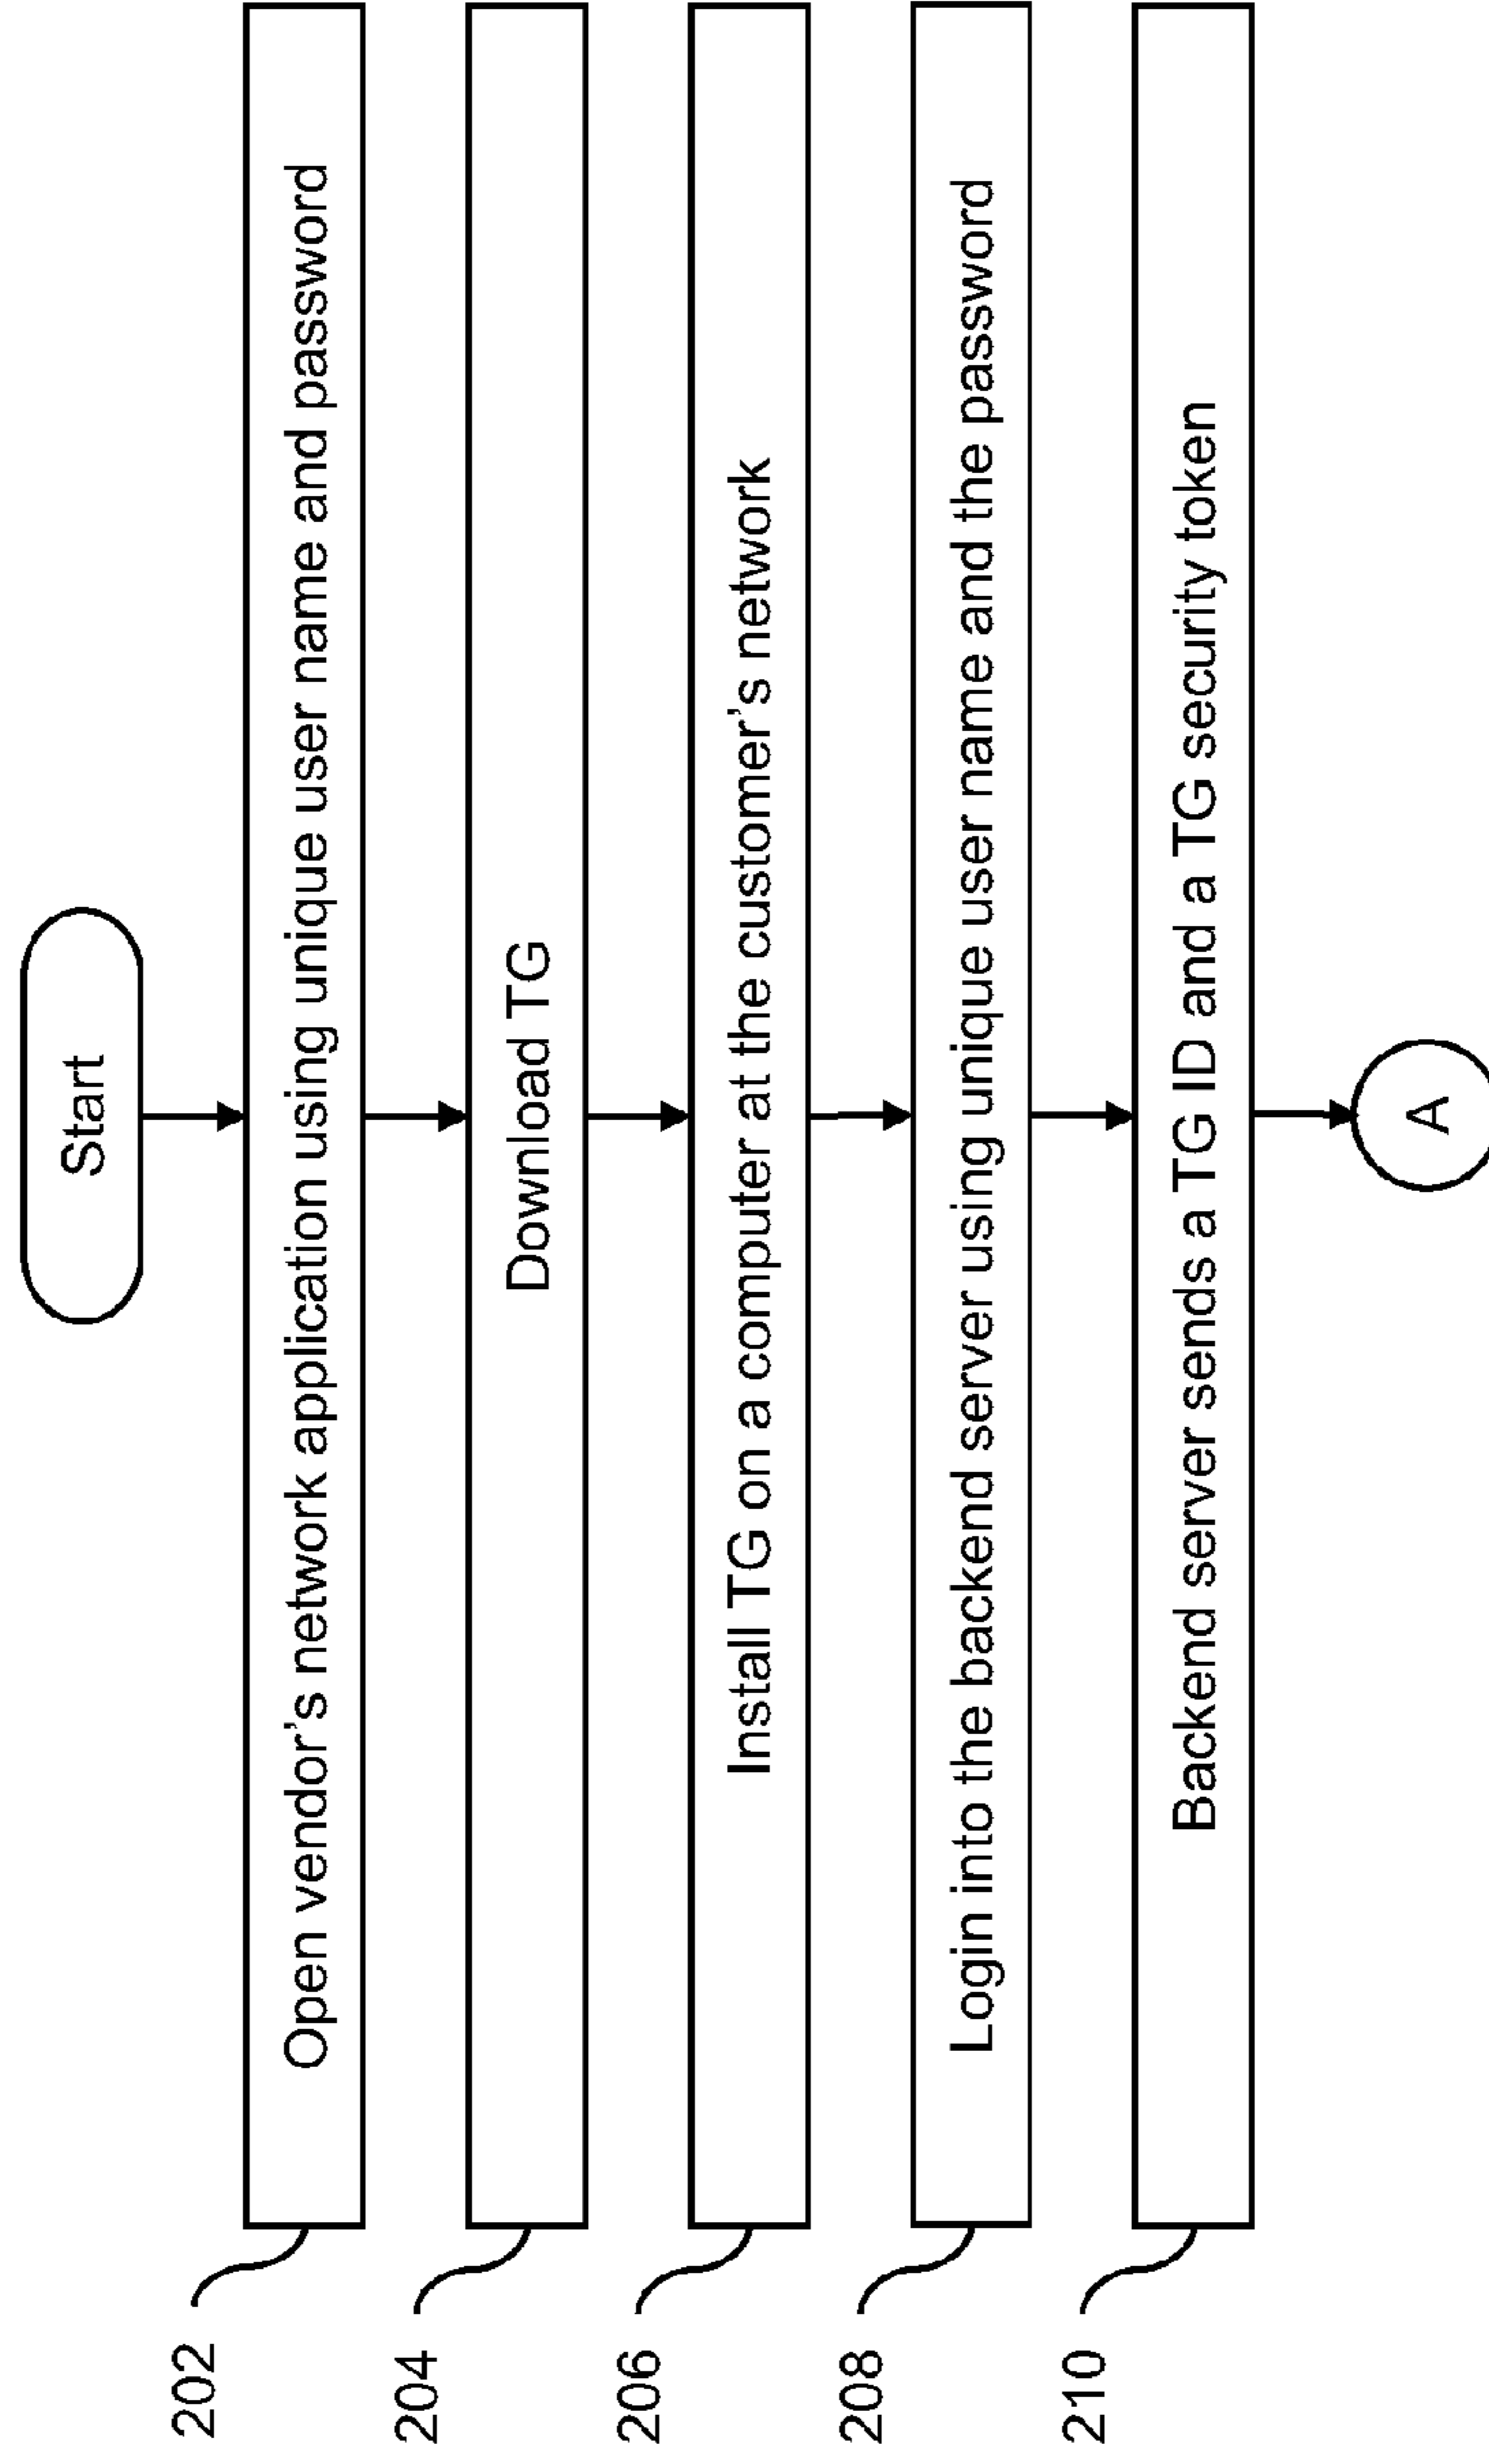 Start
202
Open vendor’s network application using unique user name and password
204
Download TG
206
Install TG on a computer at the customer’s network
208
Login into the backend server using unique user name and the password
210
Backend server sends a TG ID and a TG security token
A